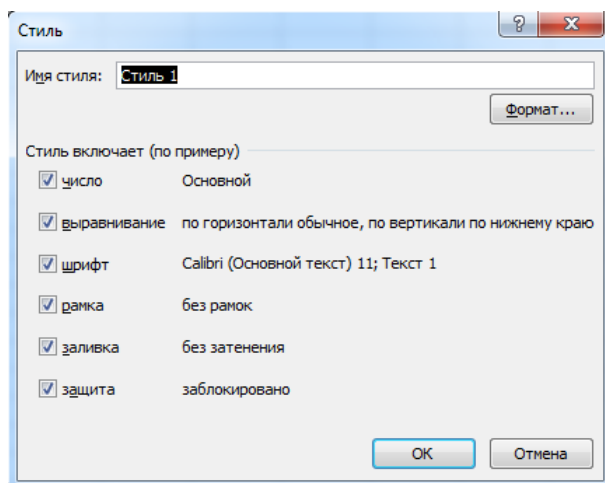 Стиль
Имя стиля: Стиль 1
Формат...
Стиль включает (по примеру)
число Основной
выравнивание по горизонтали обычное, по вертикали по нижнему краю
шрифт Calibri (Основной текст) 11; Текст 1
рамка без рамок
заливка без затенения
защита заблокировано
ОК Отмена